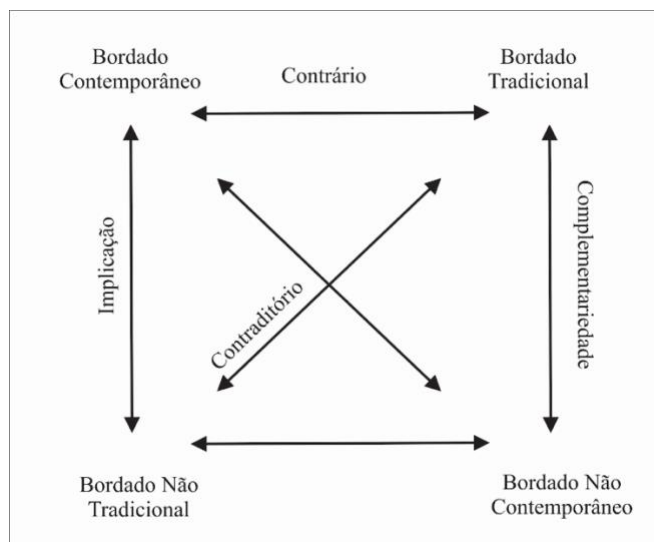 Bordado
Contemporâneo
Contrário
Bordado
Tradicional
Implicação
Contraditório
Complementariedade
Bordado Não
Tradicional
Bordado Não
Contemporâneo